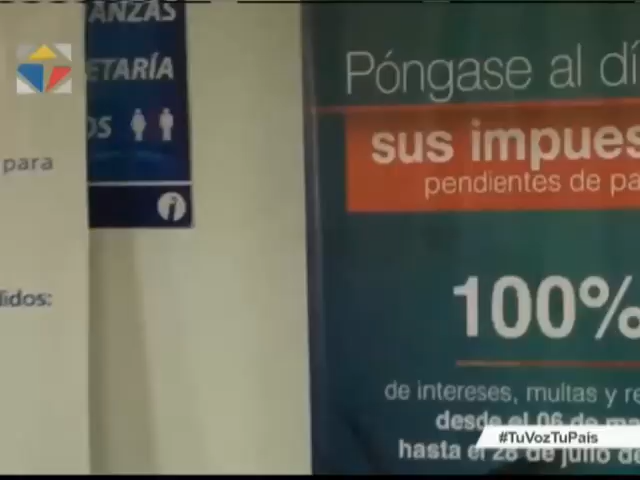 ANZAS
ETARÍA
OS
para
lidos:
Póngase al dí
sus impues
pendientes de pa
100%
de intereses, multas y re
desde el 06 de ma
hasta el 28 de julio de
#TuVozTuPaís